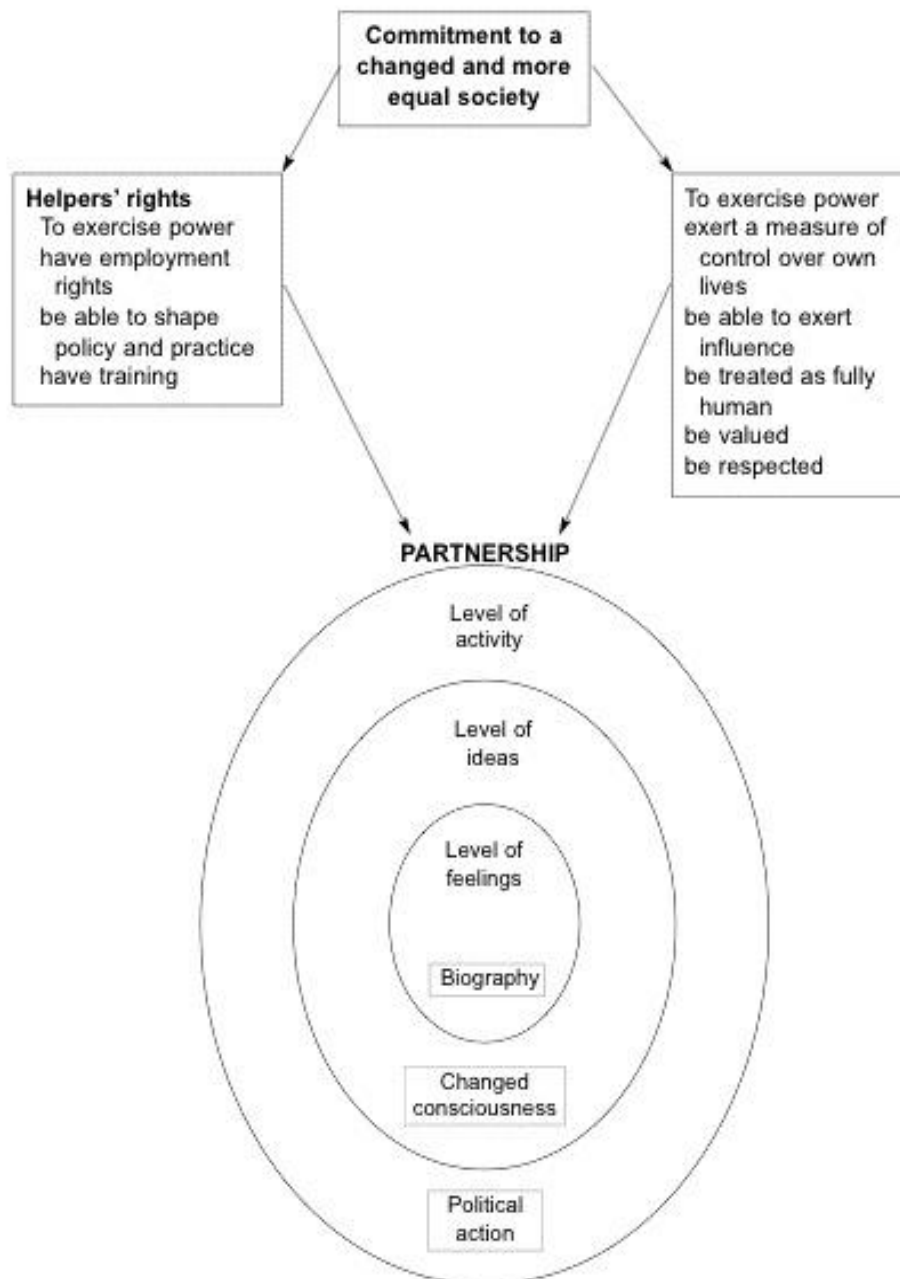 Commitment to a
changed and more
equal society
Helpers' rights
To exercise power
have employment
rights
be able to shape
policy and practice
have training
To exercise power
exert a measure of
control over own
lives
be able to exert
influence
be treated as fully
human
be valued
be respected
PARTNERSHIP
Level of
activity
Level of
ideas
Level of
feelings
Biography
Changed
consciousness
Political
action